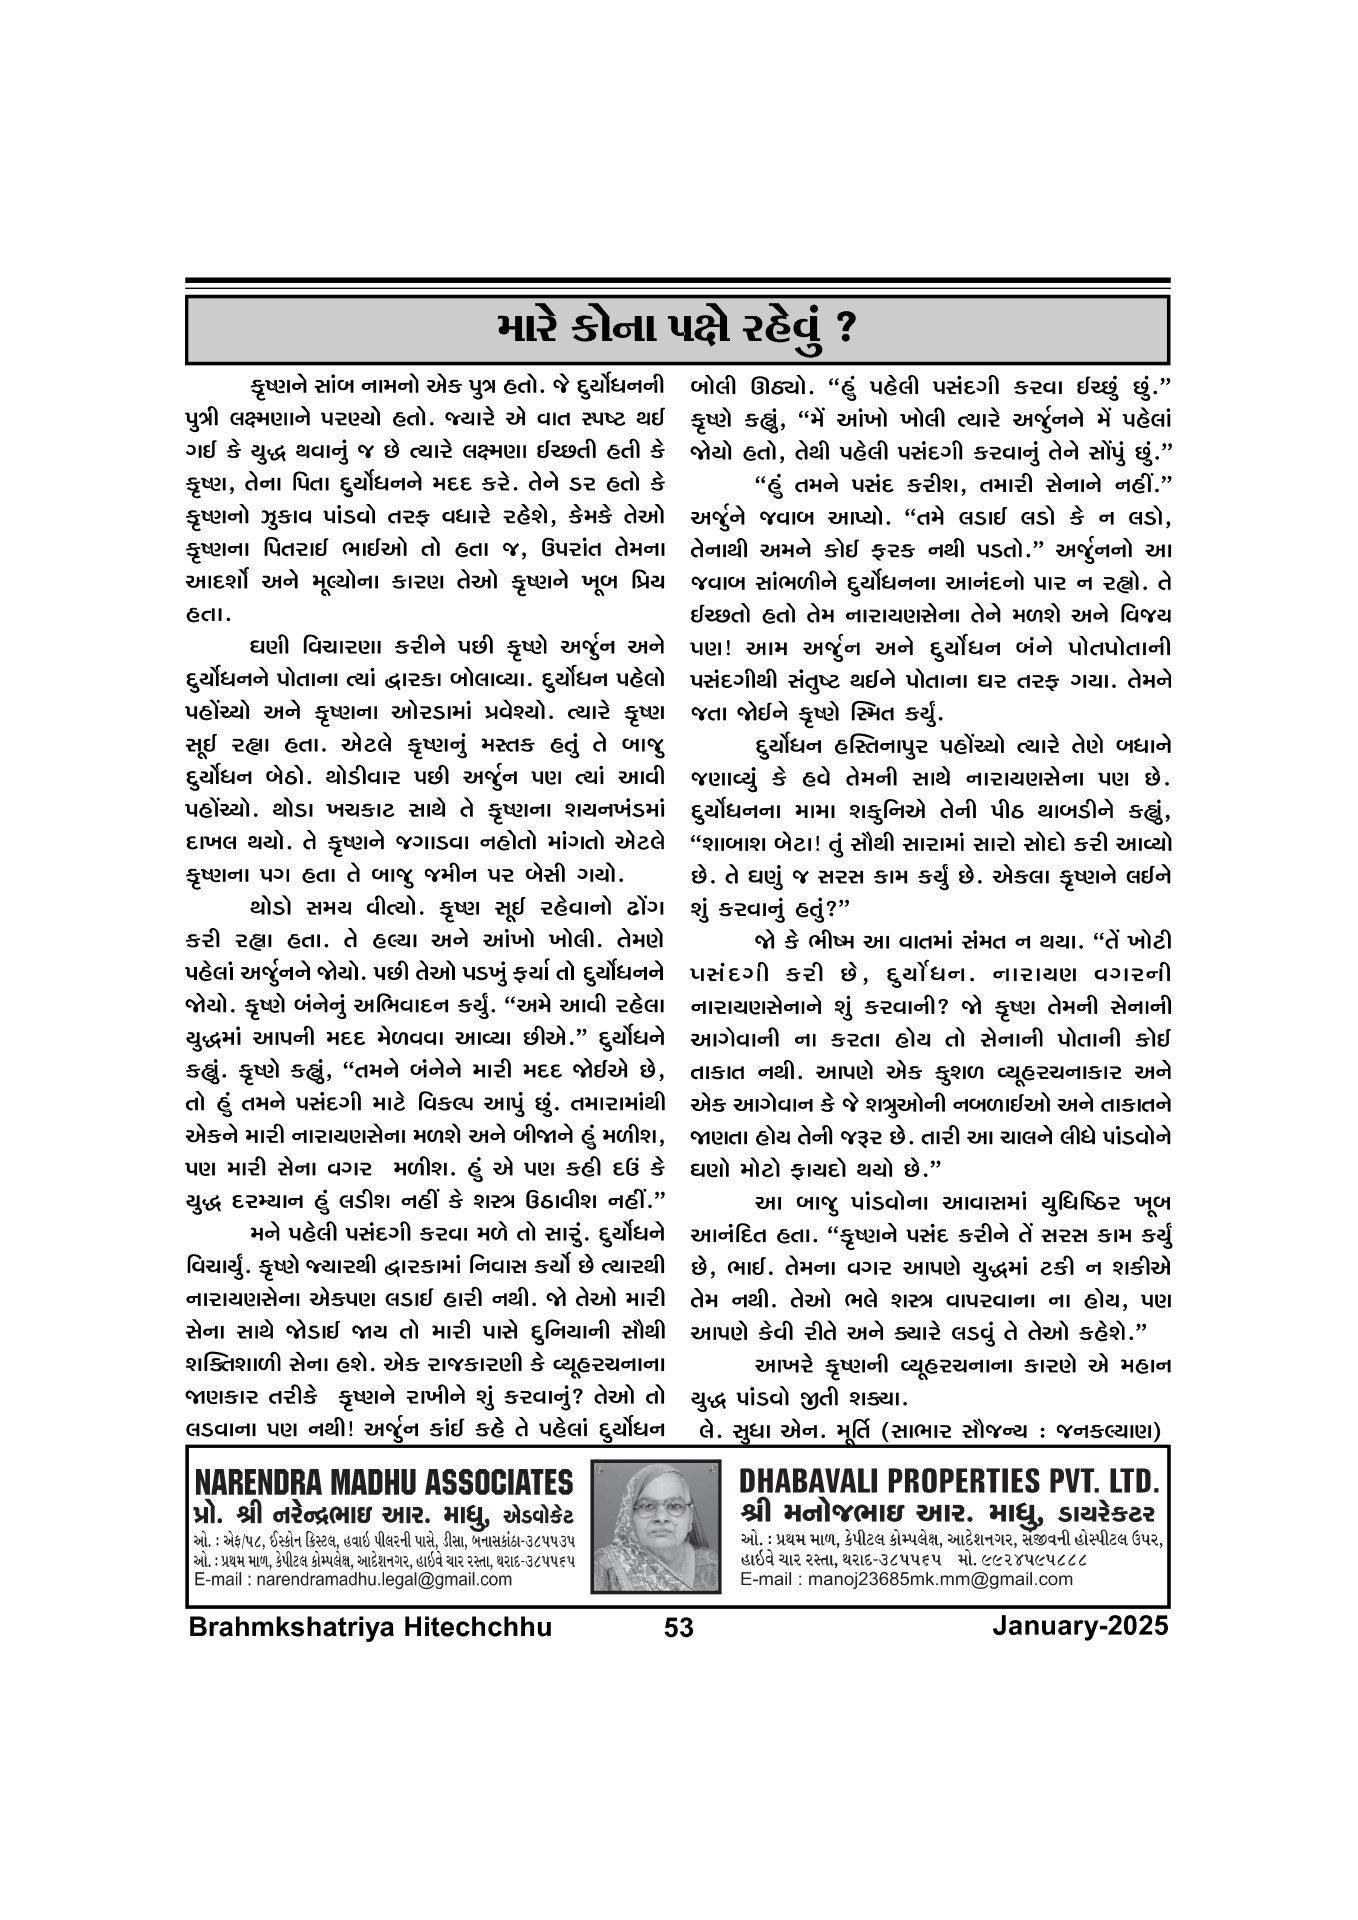 મારે કોના પક્ષે રહેવું ?
કૃષ્ણને સાંબ નામનો એક પુત્ર હતો. જે દુર્યોધનની
પુત્રી લક્ષ્મણાને પરણ્યો હતો. જ્યારે એ વાત સ્પષ્ટ થઈ
ગઈ કે યુદ્ધ થવાનું જ છે ત્યારે લક્ષ્મણા ઈચ્છતી હતી કે
કૃષ્ણ, તેના પિતા દુર્યોધનને મદદ કરે. તેને ડર હતો કે
કૃષ્ણનો ઝુકાવ પાંડવો તરફ વધારે રહેશે, કેમકે તેઓ
કૃષ્ણના પિતરાઈ ભાઈઓ તો હતા જ, ઉપરાંત તેમના
આદર્શો અને મૂલ્યોના કારણ તેઓ કૃષ્ણને ખૂબ પ્રિય
હતા.
ઘણી વિચારણા કરીને પછી કૃષ્ણે અર્જુન અને
દુર્યોધનને પોતાના ત્યાં દ્વારકા બોલાવ્યા. દુર્યોધન પહેલો
પહોંચ્યો અને કૃષ્ણના ઓરડામાં પ્રવેશ્યો. ત્યારે કૃષ્ણ
સૂઈ રહ્યા હતા. એટલે કૃષ્ણનું મસ્તક હતું તે બાજુ
દુર્યોધન બેઠો. થોડીવાર પછી અર્જુન પણ ત્યાં આવી
પહોંચ્યો. થોડા ખચકાટ સાથે તે કૃષ્ણના શયનખંડમાં
દાખલ થયો. તે કૃષ્ણને જગાડવા નહોતો માંગતો એટલે
કૃષ્ણના પગ હતા તે બાજુ જમીન પર બેસી ગયો.
થોડો સમય વીત્યો. કૃષ્ણ સૂઈ રહેવાનો ઢોંગ
કરી રહ્યા હતા. તે હલ્યા અને આંખો ખોલી. તેમણે
પહેલાં અર્જુનને જોયો. પછી તેઓ પડખું ફર્યા તો દુર્યોધનને
જોયો. કૃષ્ણે બંનેનું અભિવાદન કર્યું. “અમે આવી રહેલા
યુદ્ધમાં આપની મદદ મેળવવા આવ્યા છીએ.” દુર્યોધને
કહ્યું. કૃષ્ણે કહ્યું, “તમને બંનેને મારી મદદ જોઈએ છે,
તો હું તમને પસંદગી માટે વિકલ્પ આપું છું. તમારામાંથી
એકને મારી નારાયણસેના મળશે અને બીજાને હું મળીશ,
પણ મારી સેના વગર મળીશ. હું એ પણ કહી દઉં કે
યુદ્ધ દરમ્યાન હું લડીશ નહીં કે શસ્ત્ર ઉઠાવીશ નહીં.”
મને પહેલી પસંદગી કરવા મળે તો સારું. દુર્યોધને
વિચાર્યું. કૃષ્ણે જ્યારથી દ્વારકામાં નિવાસ કર્યો છે ત્યારથી
નારાયણસેના એકપણ લડાઈ હારી નથી. જો તેઓ મારી
સેના સાથે જોડાઈ જાય તો મારી પાસે દુનિયાની સૌથી
શક્તિશાળી સેના હશે. એક રાજકારણી કે વ્યૂહરચનાના
જાણકાર તરીકે કૃષ્ણને રાખીને શું કરવાનું? તેઓ તો
લડવાના પણ નથી! અર્જુન કાંઈ કહે તે પહેલાં દુર્યોધન
બોલી ઊઠ્યો. “હું પહેલી પસંદગી કરવા ઈચ્છું છું.”
કૃષ્ણે કહ્યું, “મેં આંખો ખોલી ત્યારે અર્જુનને મેં પહેલાં
જોયો હતો, તેથી પહેલી પસંદગી કરવાનું તેને સોંપું છું.”
“હું તમને પસંદ કરીશ, તમારી સેનાને નહીં.”
અર્જુને જવાબ આપ્યો. “તમે લડાઈ લડો કે ન લડો,
તેનાથી અમને કોઈ ફરક નથી પડતો.” અર્જુનનો આ
જવાબ સાંભળીને દુર્યોધનના આનંદનો પાર ન રહ્યો. તે
ઈચ્છતો હતો તેમ નારાયણસેના તેને મળશે અને વિજય
પણ! આમ અર્જુન અને દુર્યોધન બંને પોતપોતાની
પસંદગીથી સંતુષ્ટ થઈને પોતાના ઘર તરફ ગયા. તેમને
જતા જોઈને કૃષ્ણે સ્મિત કર્યું.
દુર્યોધન હસ્તિનાપુર પહોંચ્યો ત્યારે તેણે બધાને
જણાવ્યું કે હવે તેમની સાથે નારાયણસેના પણ છે.
દુર્યોધનના મામા શકુનિએ તેની પીઠ થાબડીને કહ્યું,
“શાબાશ બેટા! તું સૌથી સારામાં સારો સોદો કરી આવ્યો
છે. તે ઘણું જ સરસ કામ કર્યું છે. એકલા કૃષ્ણને લઈને
શું કરવાનું હતું?”
જો કે ભીષ્મ આ વાતમાં સંમત ન થયા. “તેં ખોટી
પસંદગી કરી છે, દુર્યોધન. નારાયણ વગરની
નારાયણસેનાને શું કરવાની? જો કૃષ્ણ તેમની સેનાની
આગેવાની ના કરતા હોય તો સેનાની પોતાની કોઈ
તાકાત નથી. આપણે એક કુશળ વ્યૂહરચનાકાર અને
એક આગેવાન કે જે શત્રુઓની નબળાઈઓ અને તાકાતને
જાણતા હોય તેની જરૂર છે. તારી આ ચાલને લીધે પાંડવોને
ઘણો મોટો ફાયદો થયો છે.”
આ બાજુ પાંડવોના આવાસમાં યુધિષ્ઠિર ખૂબ
આનંદિત હતા. “કૃષ્ણને પસંદ કરીને તેં સરસ કામ કર્યું
છે, ભાઈ. તેમના વગર આપણે યુદ્ધમાં ટકી ન શકીએ
તેમ નથી. તેઓ ભલે શસ્ત્ર વાપરવાના ના હોય, પણ
આપણે કેવી રીતે અને ક્યારે લડવું તે તેઓ કહેશે.”
આખરે કૃષ્ણની વ્યૂહરચનાના કારણે એ મહાન
યુદ્ધ પાંડવો જીતી શક્યા.
લે. સુધા એન. મૂર્તિ (સાભાર સૌજન્ય : જનકલ્યાણ)
NARENDRA MADHU ASSOCIATES
પ્રો. શ્રી નરેન્દ્રભાઇ આર. માધુ, એડવોકેટ
ઓ. : એફ/૫૮, ઈસ્કોન ક્રિસ્ટલ, હવાઇ પીલરની પાસે, ડીસા, બનાસકાંઠા-૩૮૫૫૩૫
ઓ. : પ્રથમ માળ, કેપીટલ કોમ્પલેક્ષ, આદેશનગર, હાઇવે ચાર રસ્તા, થરાદ-૩૮૫૫૬૫
E-mail : narendramadhu.legal@gmail.com
DHABAVALI PROPERTIES PVT. LTD.
શ્રી મનોજભાઇ આર. માધુ, ડાયરેકટર
ઓ. : પ્રથમ માળ, કેપીટલ કોમ્પલેક્ષ, આદેશનગર, સંજીવની હોસ્પીટલ ઉપર,
હાઇવે ચાર રસ્તા, થરાદ-૩૮૫૫૬૫ મો. ૯૯૨૪૫૯૫૮૮૮
E-mail : manoj23685mk.mm@gmail.com
Brahmkshatriya Hitechchhu 53 January-2025